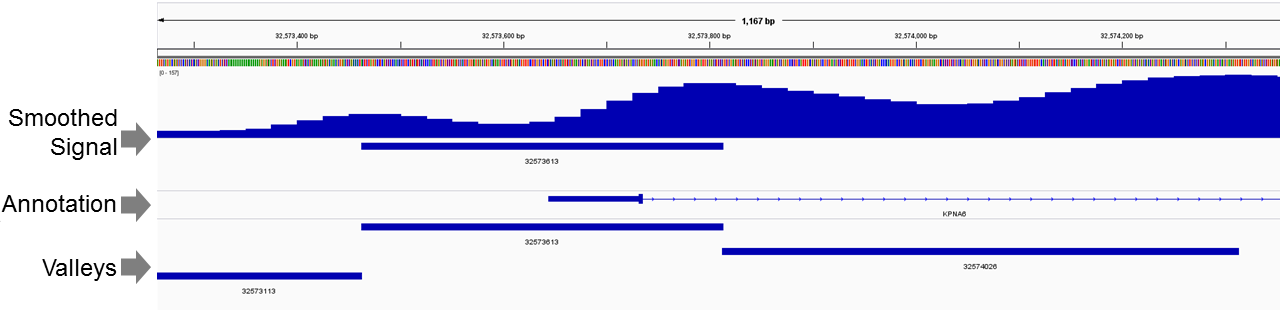 1,167 bp
32,573,400 bp 32,573,600 bp 32,573,800 bp 32,574,000 bp 32,574,200 bp
[0 - 157]
Smoothed
Signal
32573613
Annotation
KPNA6
32573613
Valleys
32574026
32573113